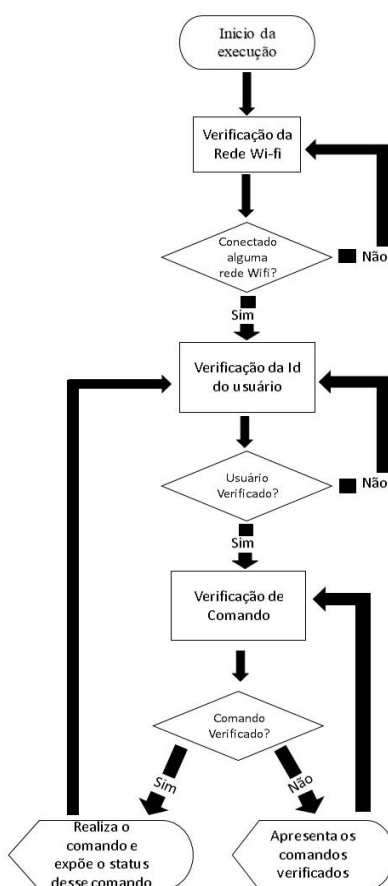 Inicio da
execução
Verificação da
Rede Wi-fi
Conectado
alguma
rede Wifi?
Não
Sim
Verificação da Id
do usuário
Usuário
Verificado?
Não
Sim
Verificação de
Comando
Comando
Verificado?
Sim
Não
Realiza o
comando e
expõe o status
desse comando
Apresenta os
comandos
verificados